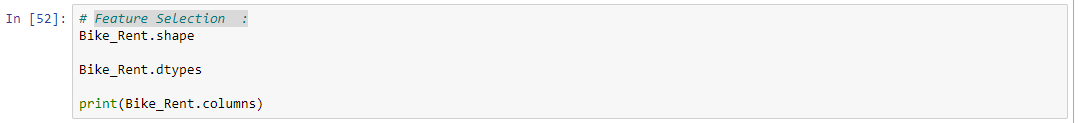 In [52]: # Feature Selection  :
Bike_Rent.shape
Bike_Rent.dtypes
print(Bike_Rent.columns)